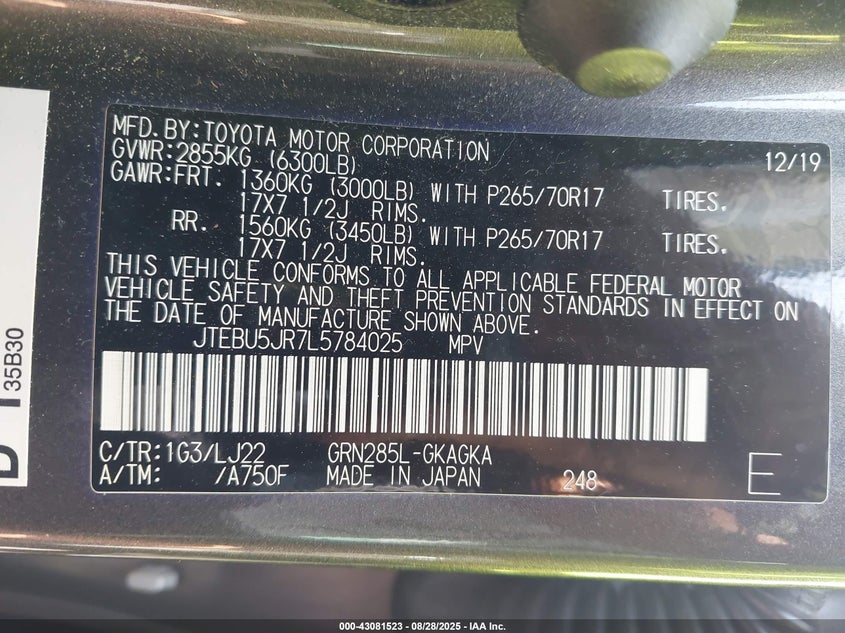 MFD.BY:TOYOTA MOTOR CORPORATION 12/19
GVWR:2855KG (6300LB)
GAWR:FRT. 1360KG (3000LB) WITH P265/70R17 TIRES.
17X7 1/2J RIMS.
RR. 1560KG (3450LB) WITH P265/70R17 TIRES.
17X7 1/2J RIMS.
THIS VEHICLE CONFORMS TO ALL APPLICABLE FEDERAL MOTOR
VEHICLE SAFETY AND THEFT PREVENTION STANDARDS IN EFFECT ON
THE DATE OF MANUFACTURE SHOWN ABOVE.
JTEBU5JR7L5784025 MPV
C/TR:1G3/LJ22 GRN285L-GKAGKA
A/TM: /A750F MADE IN JAPAN 248 E
35B30
000-43081523 | 08/28/2025 - IAA Inc.